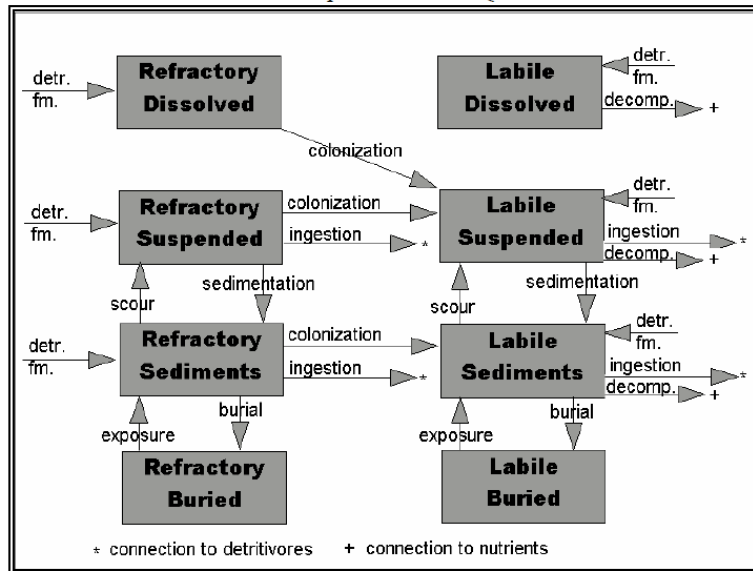 detr.
fm.
Refractory
Dissolved
Labile
Dissolved
detr.
fm.
decomp.
+
colonization
detr.
fm.
Refractory
Suspended
colonization
ingestion
*
Labile
Suspended
detr.
fm.
ingestion
*
decomp.
+
scour
sedimentation
scour
sedimentation
detr.
fm.
Refractory
Sediments
colonization
ingestion
*
Labile
Sediments
detr.
fm.
ingestion
*
decomp.
+
exposure
burial
exposure
burial
Refractory
Buried
Labile
Buried
* connection to detritivores + connection to nutrients